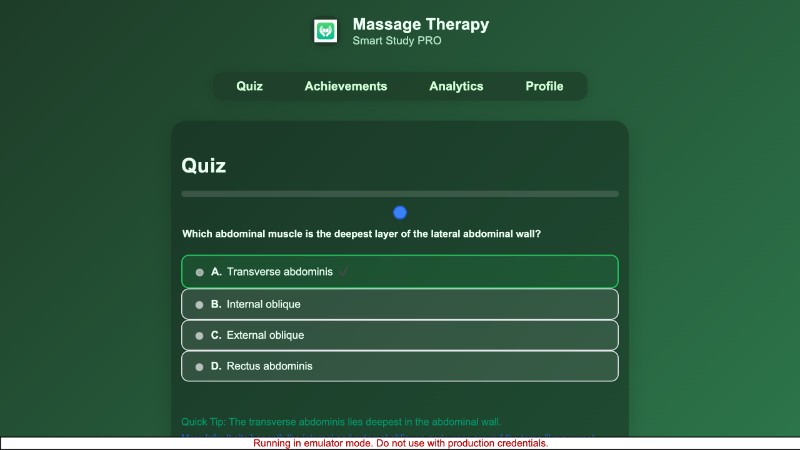 Massage Therapy
Smart Study PRO
Quiz Achievements Analytics Profile
Quiz
Which abdominal muscle is the deepest layer of the lateral abdominal wall?
A. Transverse abdominis ✓
B. Internal oblique
C. External oblique
D. Rectus abdominis
Quick Tip: The transverse abdominis lies deepest in the abdominal wall.
Running in emulator mode. Do not use with production credentials.